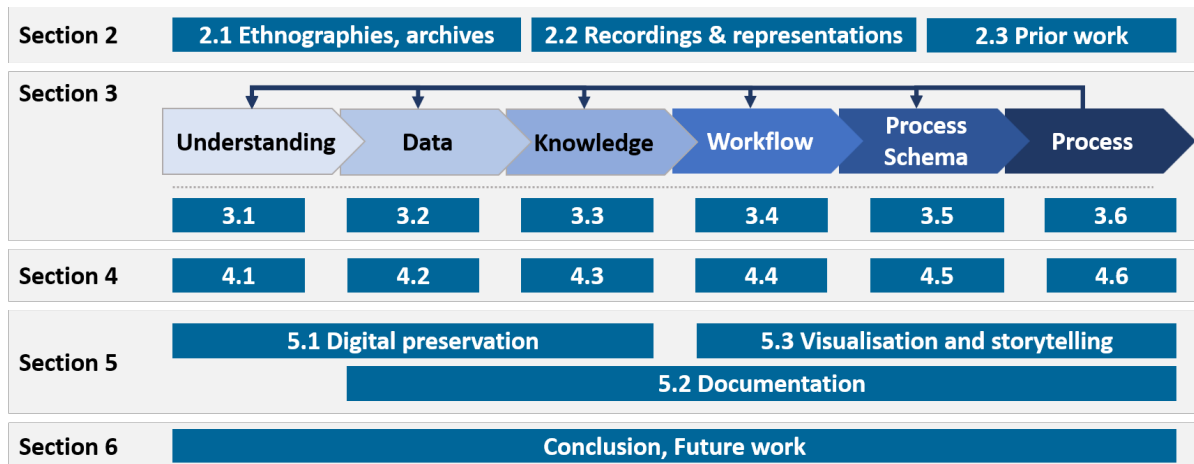 Section 2
2.1 Ethnographies, archives
2.2 Recordings & representations
2.3 Prior work
Section 3
Understanding
Data
Knowledge
Workflow
Process
Schema
Process
3.1
3.2
3.3
3.4
3.5
3.6
Section 4
4.1
4.2
4.3
4.4
4.5
4.6
Section 5
5.1 Digital preservation
5.3 Visualisation and storytelling
5.2 Documentation
Section 6
Conclusion, Future work